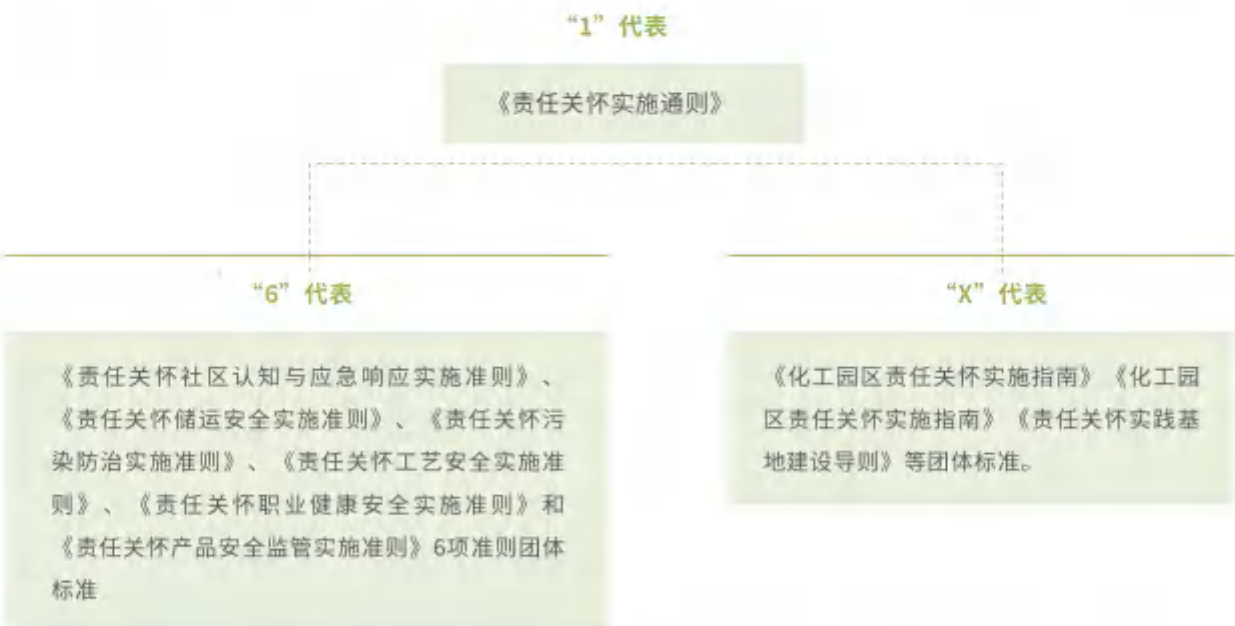 “1”代表
《责任关怀实施通则》
“6”代表
《责任关怀社区认知与应急响应实施准则》、
《责任关怀储运安全实施准则》、《责任关怀污
染防治实施准则》、《责任关怀工艺安全实施准
则》、《责任关怀职业健康安全实施准则》和
《责任关怀产品安全监管实施准则》6项准则团体
标准
“X”代表
《化工园区责任关怀实施指南》《化工园
区责任关怀实施指南》《责任关怀实践基
地建设导则》等团体标准。